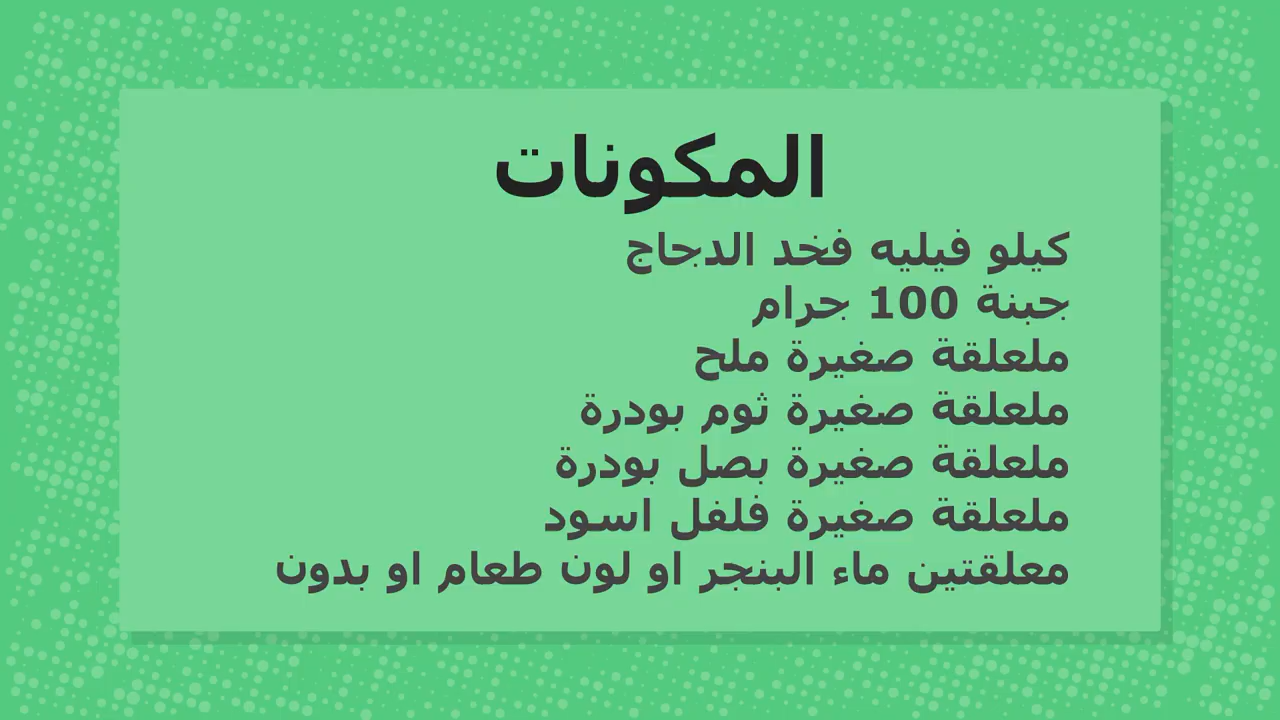 المكونات
كيلو فيليه فخد الدجاج
جبنة 100 جرام
ملعلقة صغيرة ملح
ملعلقة صغيرة ثوم بودرة
ملعلقة صغيرة بصل بودرة
ملعلقة صغيرة فلفل اسود
معلقتين ماء البنجر او لون طعام او بدون